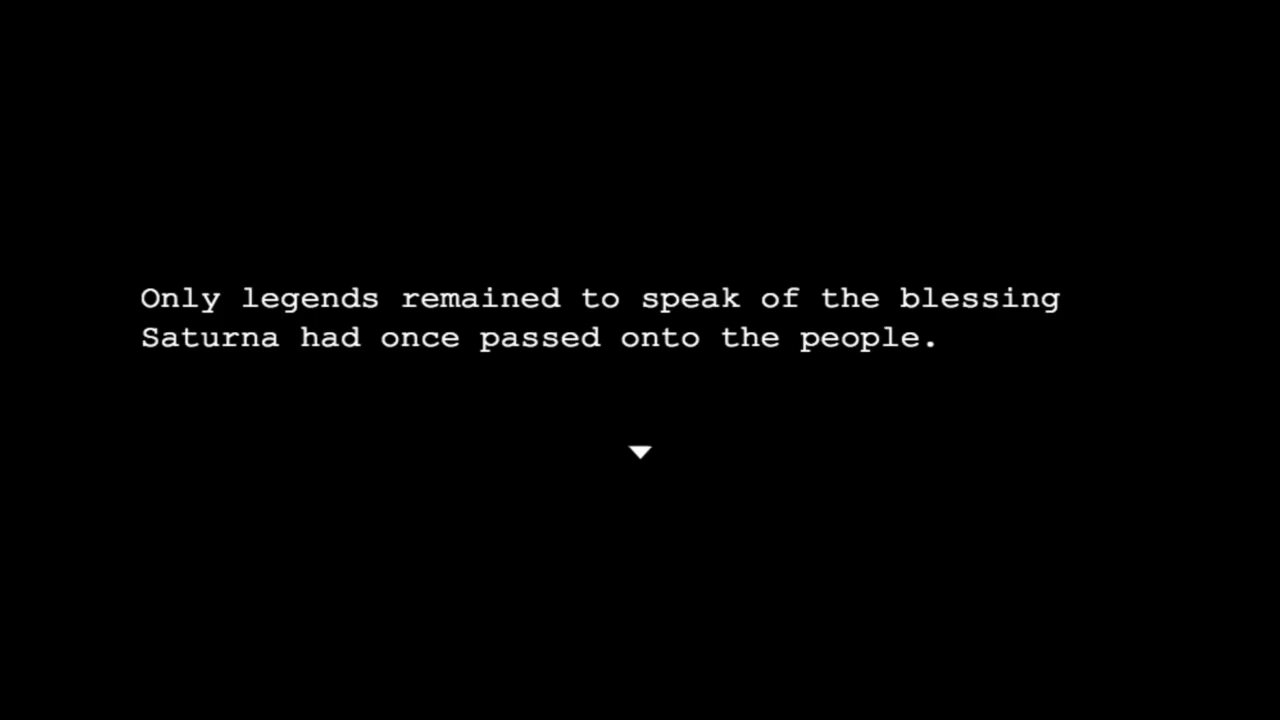 Only legends remained to speak of the blessing
Saturna had once passed onto the people.